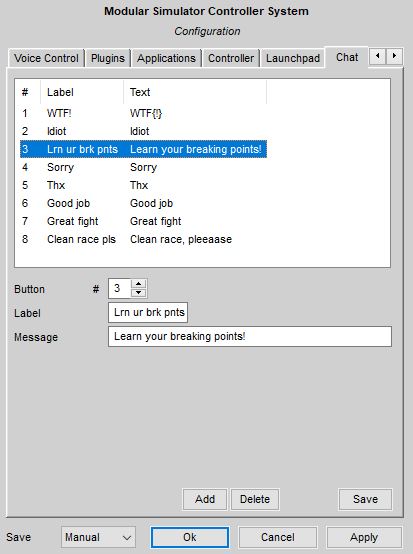 Modular Simulator Controller System
Configuration
Voice Control Plugins Applications Controller Launchpad Chat
# Label Text
1 WTF! WTF{!}
2 Idiot Idiot
3 Lrn ur brk pnts Learn your breaking points!
4 Sorry Sorry
5 Thx Thx
6 Good job Good job
7 Great fight Great fight
8 Clean race pls Clean race, pleeaase
Button # 3
Label Lrn ur brk pnts
Message Learn your breaking points!
Add Delete Save
Save Manual Ok Cancel Apply